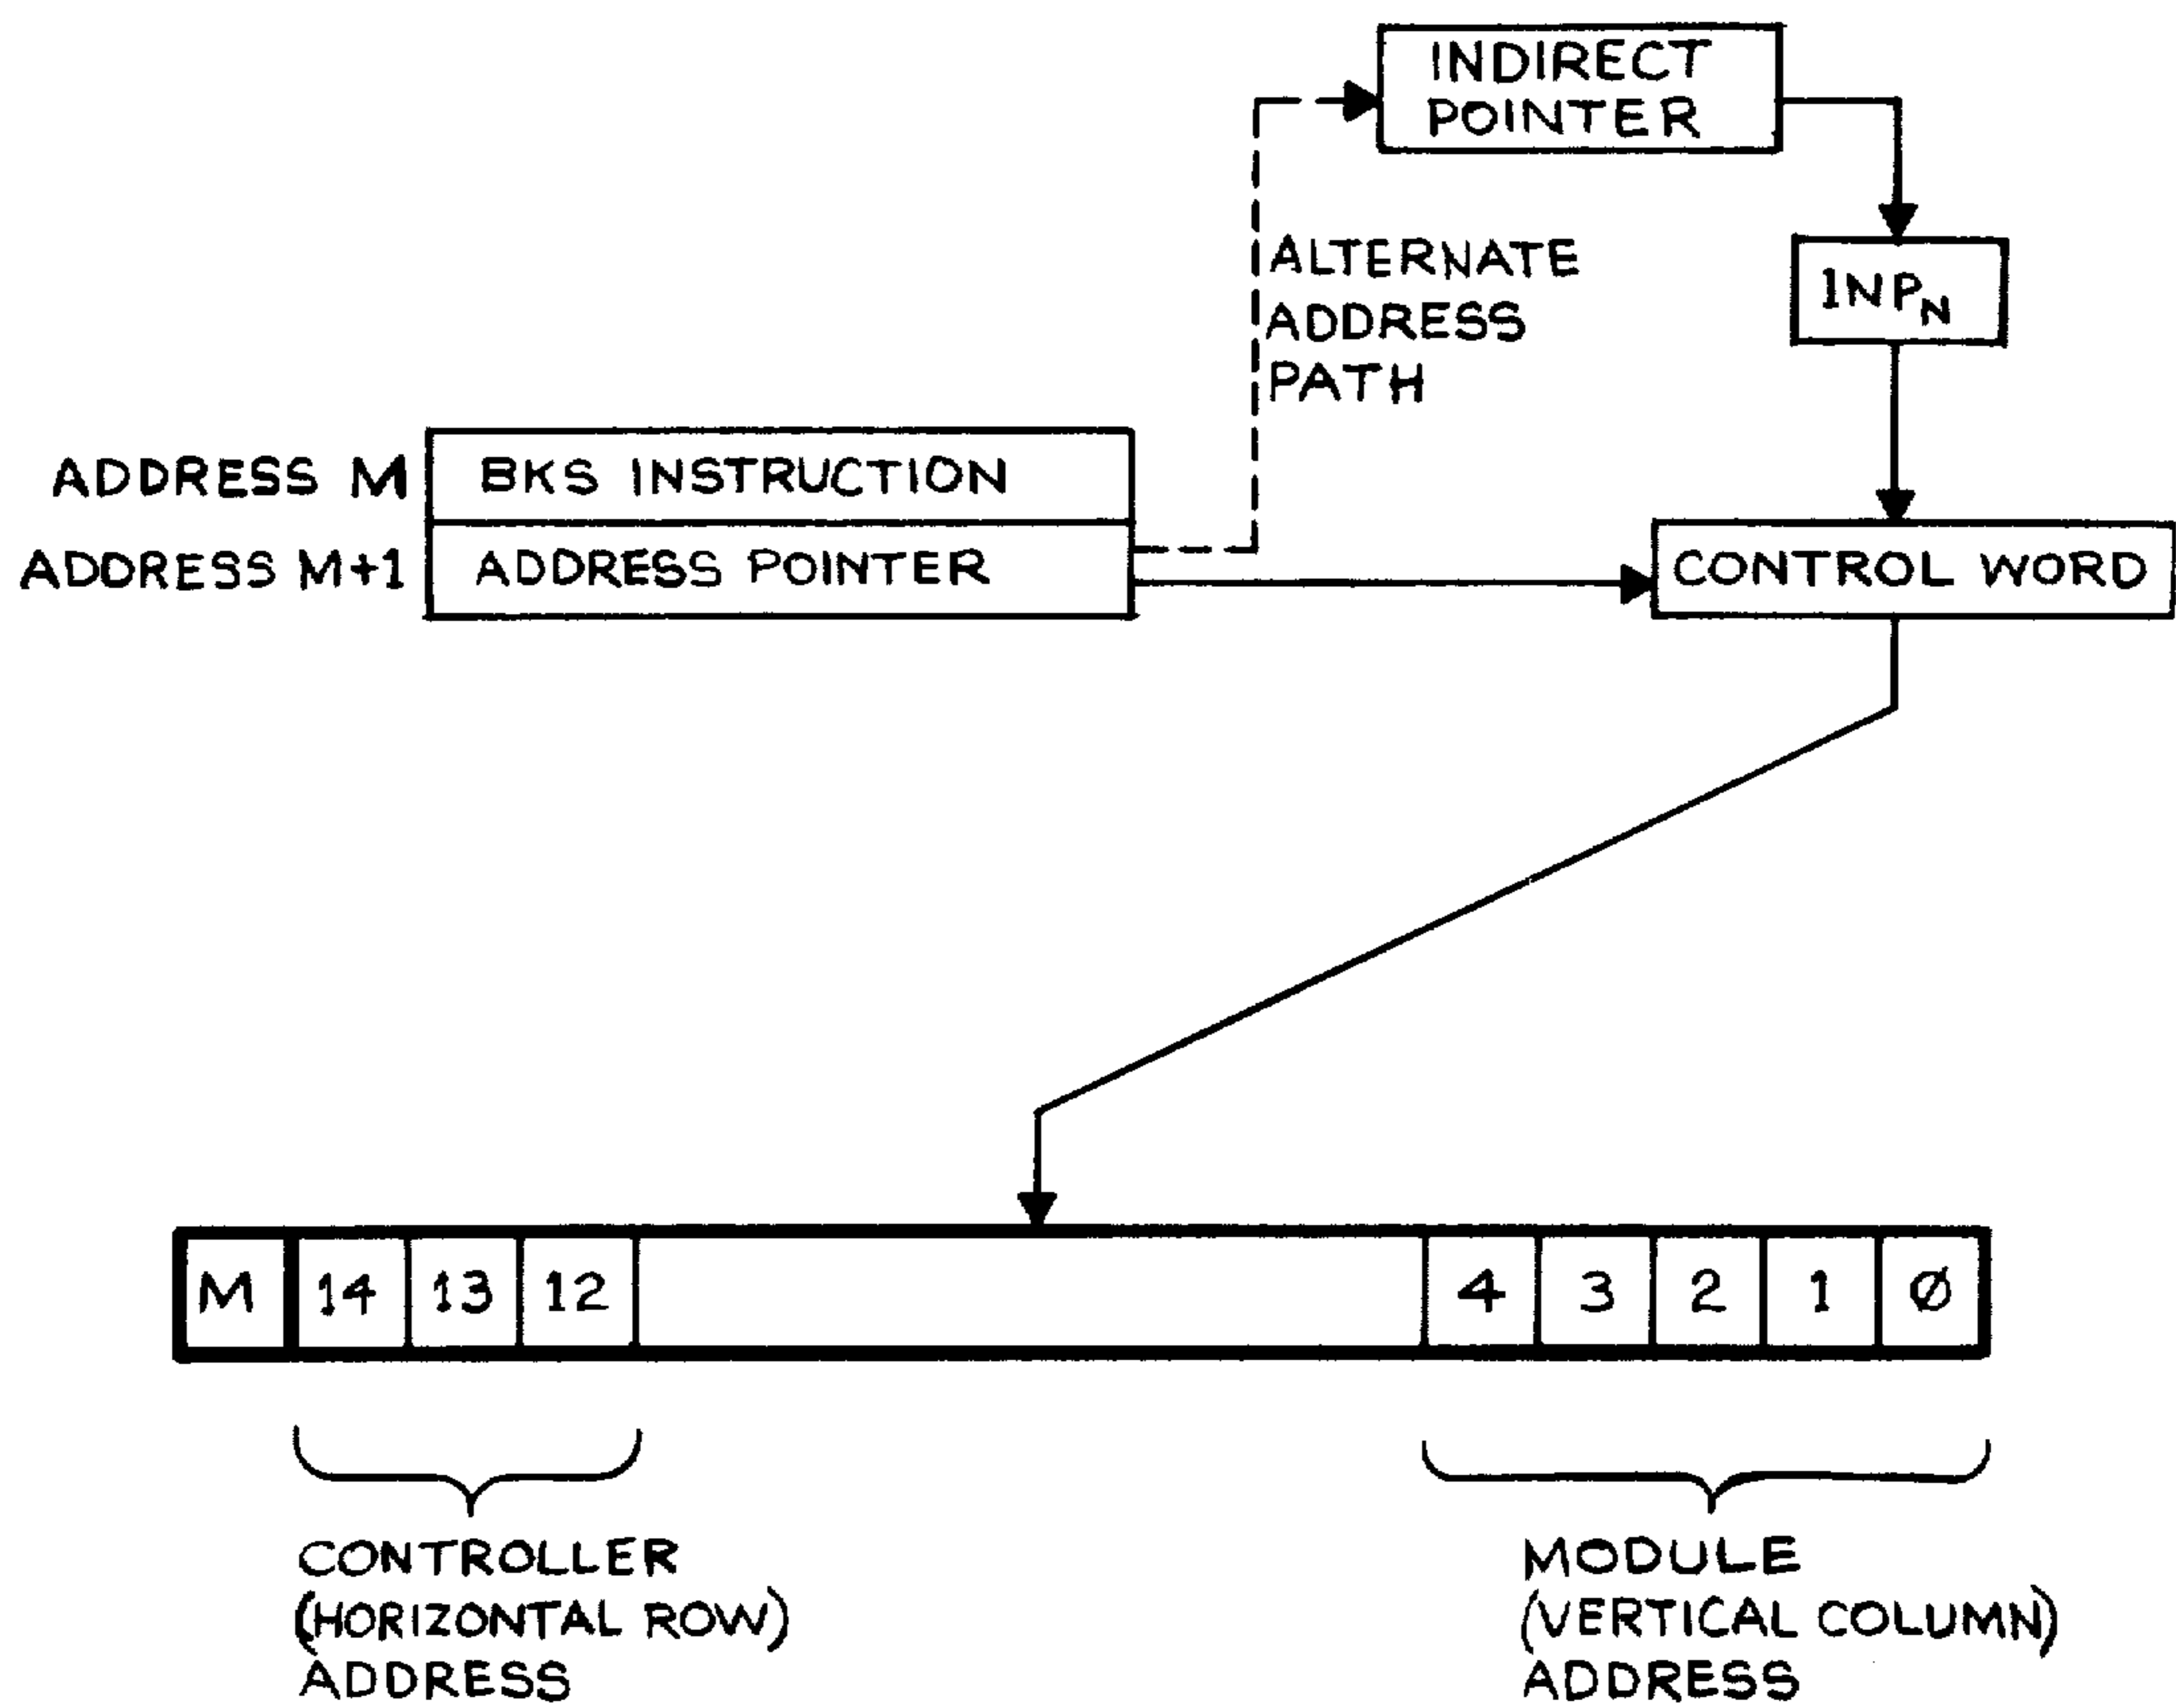 INDIRECT
POINTER
ALTERNATE
ADDRESS
PATH
INPN
ADDRESS M BKS INSTRUCTION
ADDRESS M+1 ADDRESS POINTER
CONTROL WORD
M 14 13 12 4 3 2 1 Ø
CONTROLLER
(HORIZONTAL ROW)
ADDRESS
MODULE
(VERTICAL COLUMN)
ADDRESS